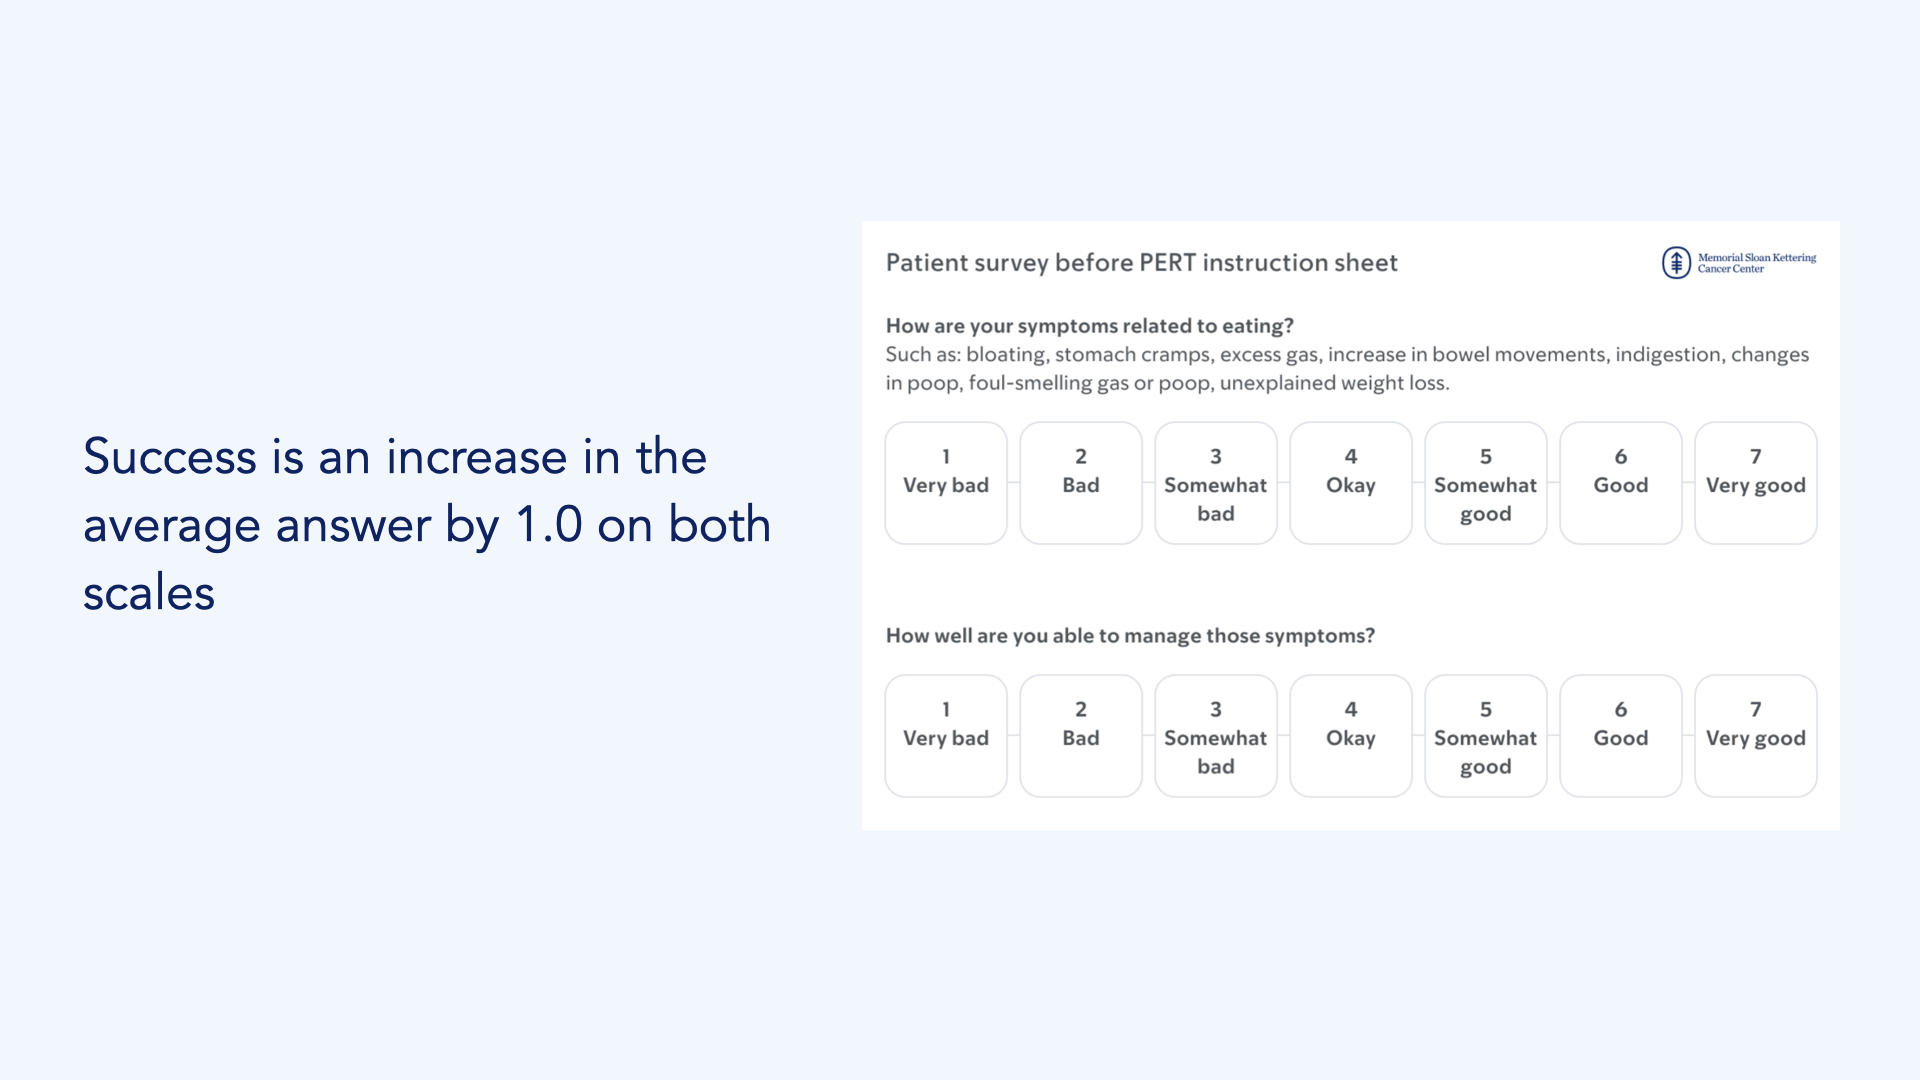 Success is an increase in the
average answer by 1.0 on both
scales
Patient survey before PERT instruction sheet
Memorial Sloan Kettering
Cancer Center
How are your symptoms related to eating?
Such as: bloating, stomach cramps, excess gas, increase in bowel movements, indigestion, changes
in poop, foul-smelling gas or poop, unexplained weight loss.
1 2 3 4 5 6 7
Very bad Bad Somewhat Okay Somewhat Good Very good
bad good
How well are you able to manage those symptoms?
1 2 3 4 5 6 7
Very bad Bad Somewhat Okay Somewhat Good Very good
bad good